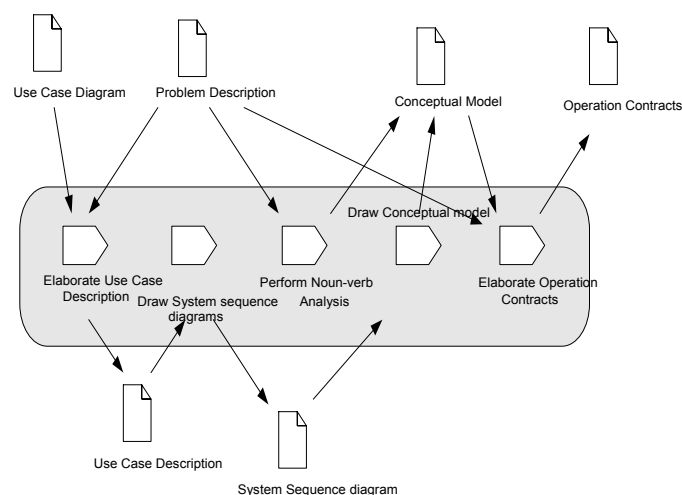 Use Case Diagram
Problem Description
Conceptual Model
Operation Contracts
Draw Conceptual model
Elaborate Use Case
Description
Draw System sequence
diagrams
Perform Noun-verb
Analysis
Elaborate Operation
Contracts
Use Case Description
System Sequence diagram